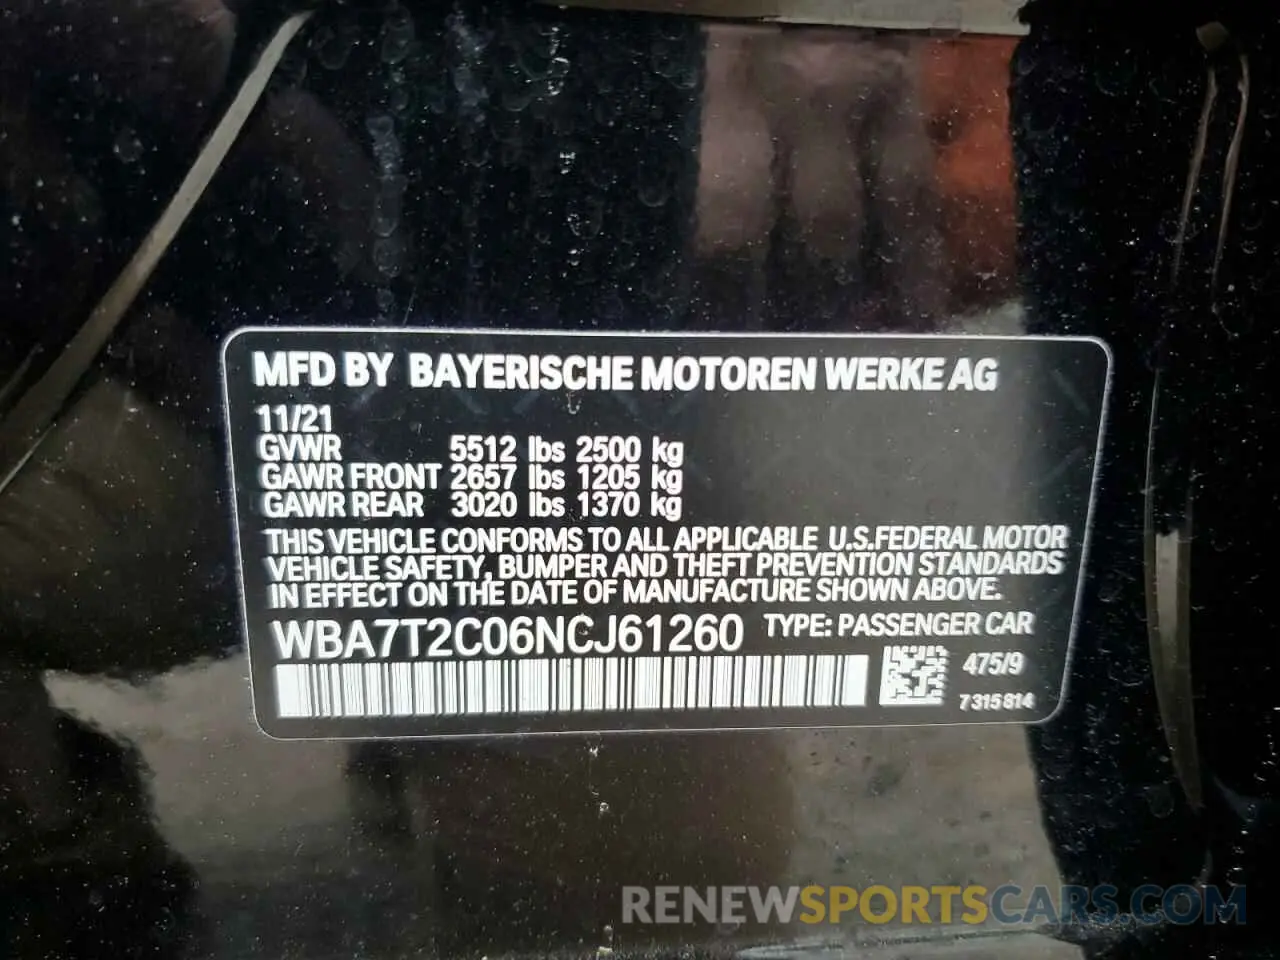 MFD BY BAYERISCHE MOTOREN WERKE AG
11/21
GVWR 5512 lbs 2500 kg
GAWR FRONT 2657 lbs 1205 kg
GAWR REAR 3020 lbs 1370 kg
THIS VEHICLE CONFORMS TO ALL APPLICABLE U.S.FEDERAL MOTOR
VEHICLE SAFETY, BUMPER AND THEFT PREVENTION STANDARDS
IN EFFECT ON THE DATE OF MANUFACTURE SHOWN ABOVE.
WBA7T2C06NCJ61260 TYPE: PASSENGER CAR
475/9
7315814
RENEWSPORTSCARS.COM